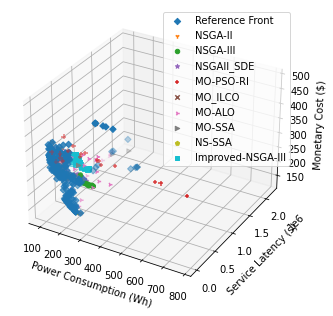 Reference Front
NSGA-II
NSGA-III
NSGAII_SDE
MO-PSO-RI
MO_ILCO
MO-ALO
MO-SSA
NS-SSA
Improved-NSGA-III
500
450
400
350
300
250
200
150
Monetary Cost ($)
100
200
300
400
500
600
700
800
Power Consumption (Wh)
0.0
0.5
1.0
1.5
2.0
Service Latency (S)